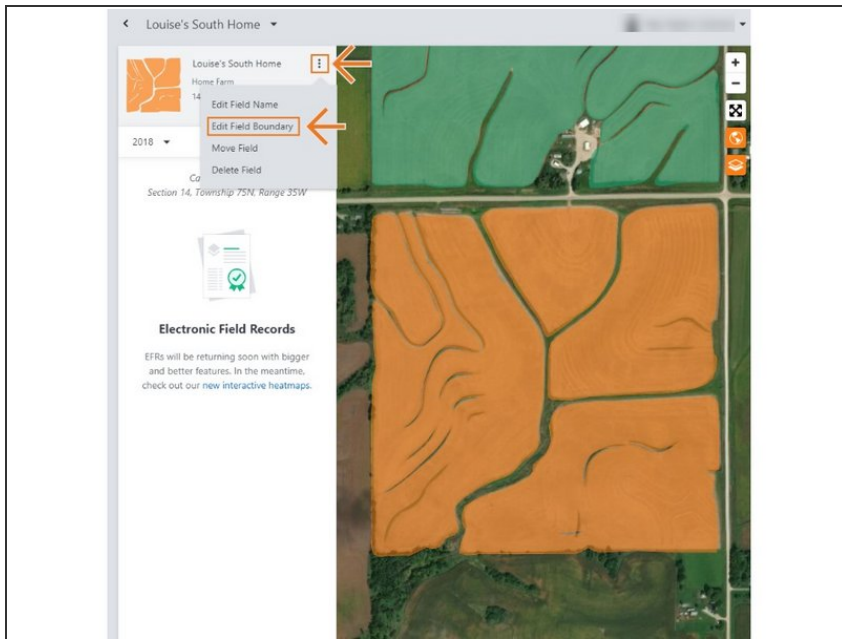 Louise's South Home
Louise's South Home
Home Farm
14
Edit Field Name
Edit Field Boundary
Move Field
Delete Field
2018
Ca
Section 14, Township 75N, Range 35W
Electronic Field Records
EFRs will be returning soon with bigger
and better features. In the meantime,
check out our new interactive heatmaps.